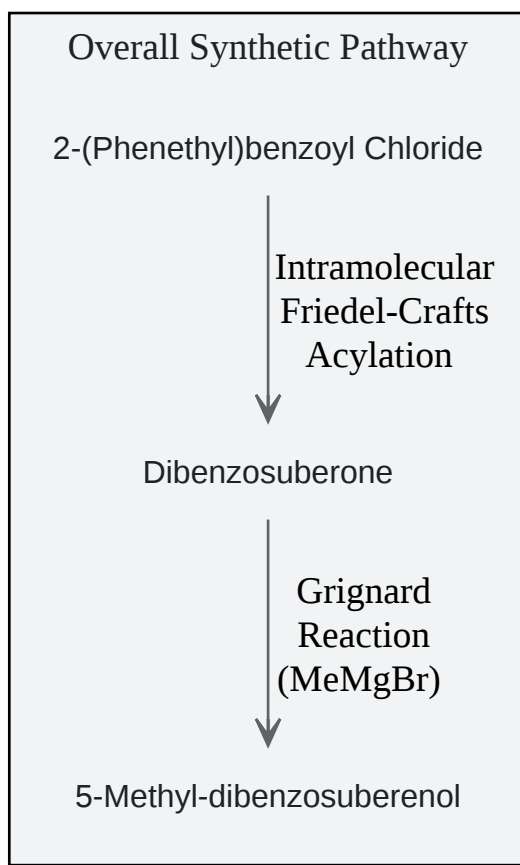 Overall Synthetic Pathway
2-(Phenethyl)benzoyl Chloride
Intramolecular
Friedel-Crafts
Acylation
Dibenzosuberone
Grignard
Reaction
(MeMgBr)
5-Methyl-dibenzosuberenol